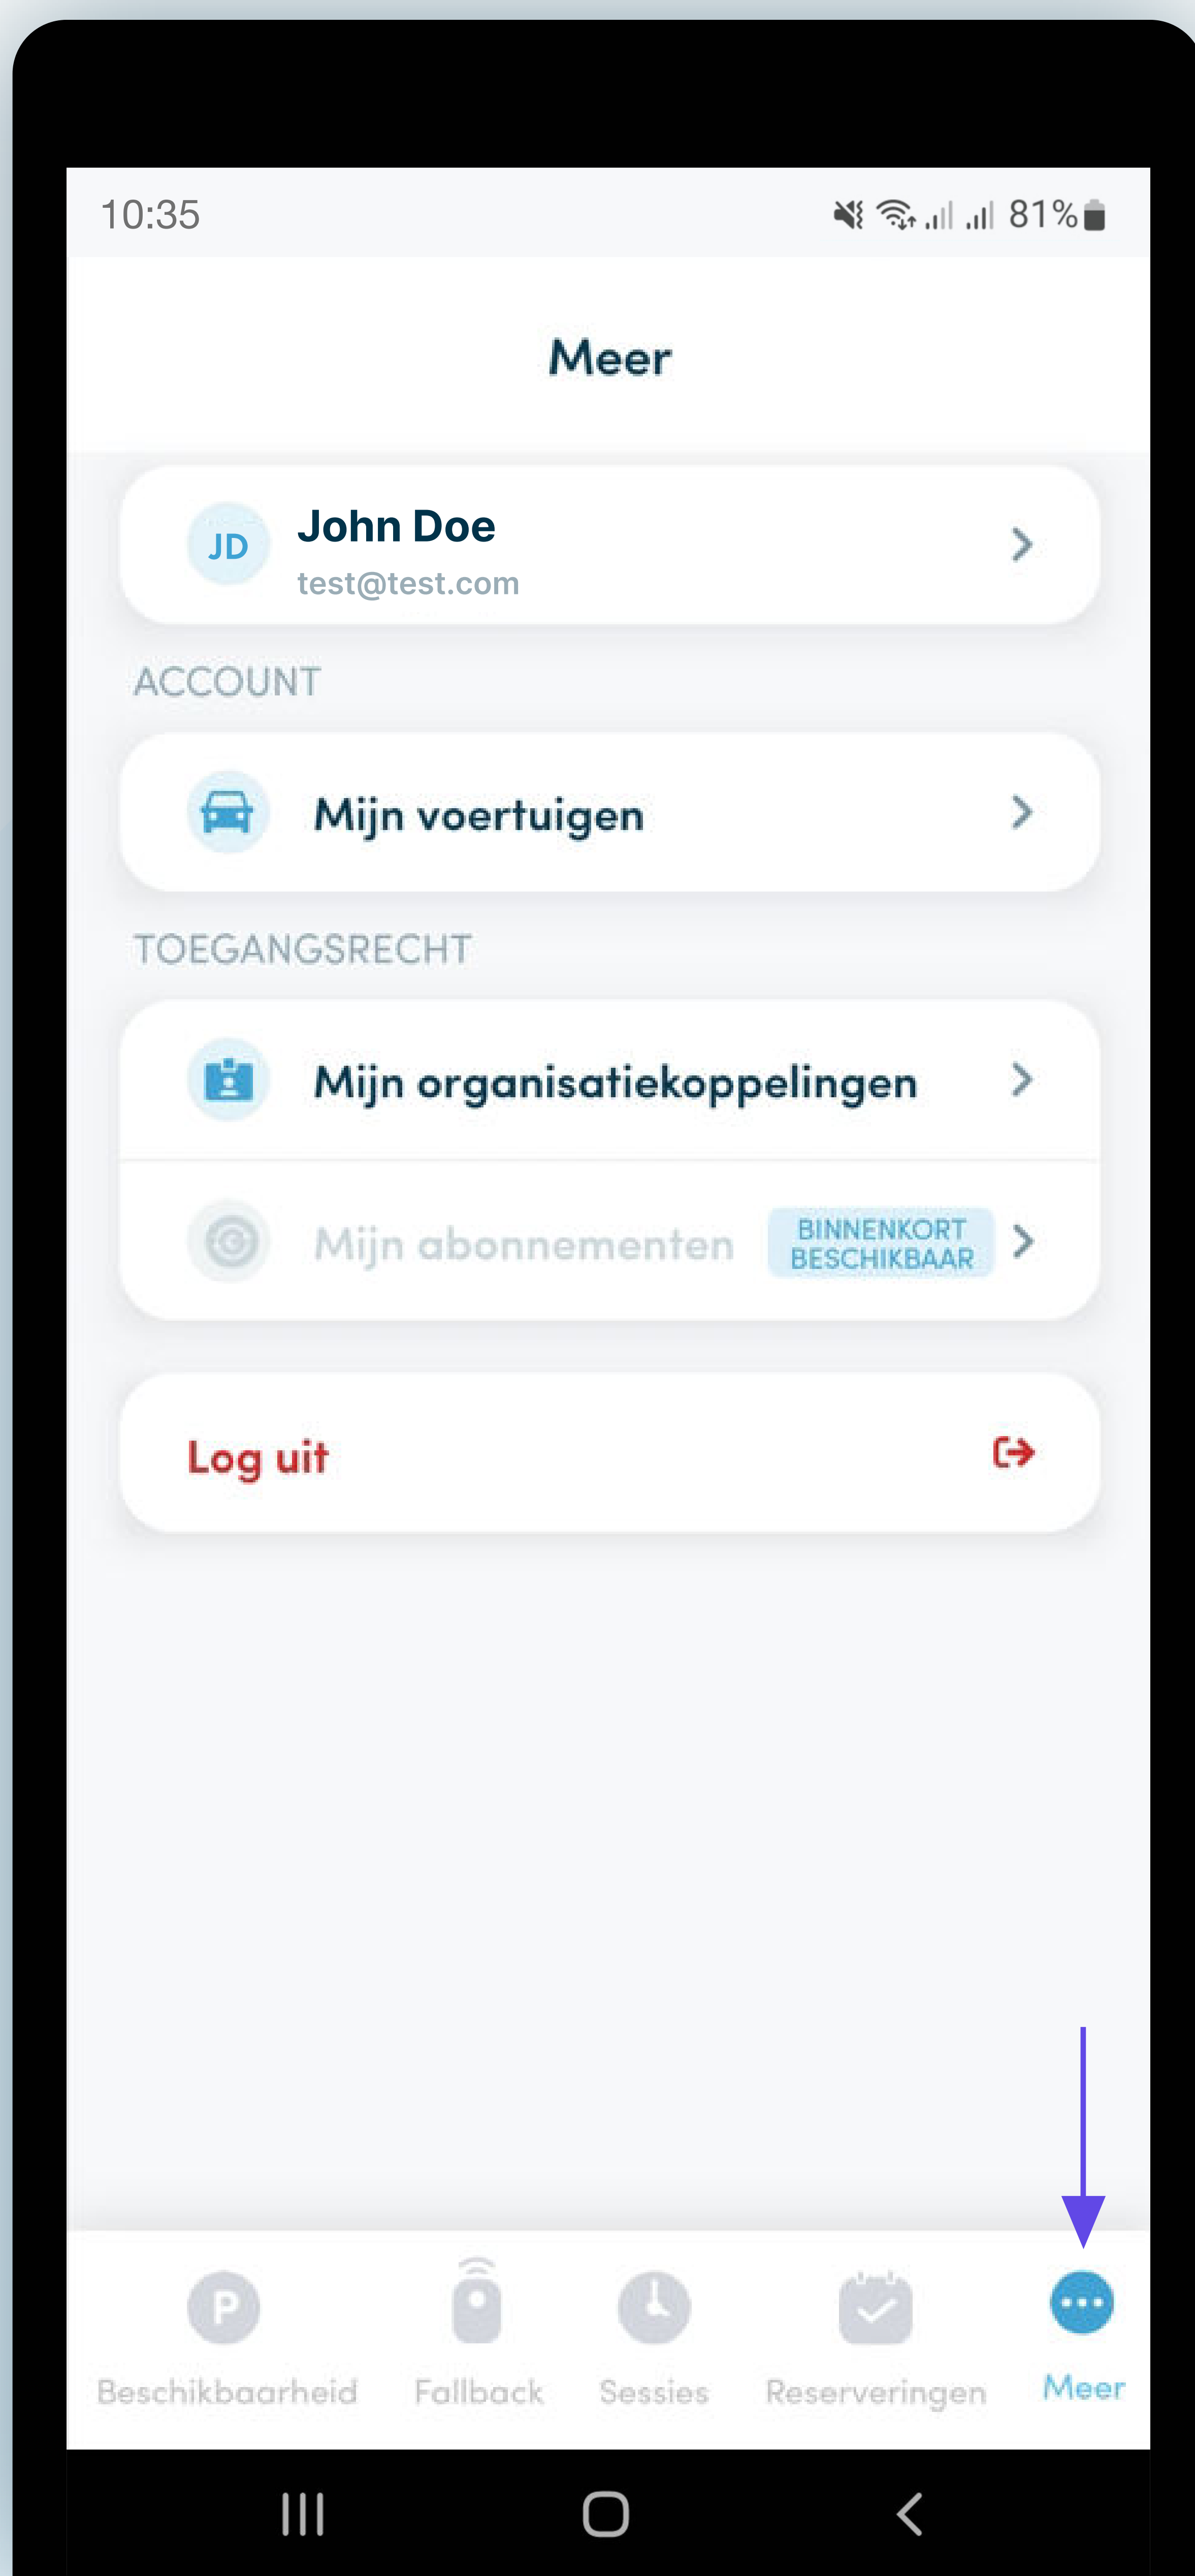 10:35 81%
Meer
JD John Doe
test@test.com
ACCOUNT
Mijn voertuigen
TOEGANGSRECHT
Mijn organisatiekoppelingen
Mijn abonnementen BINNENKORT
BESCHIKBAAR
Log uit
P
Beschikbaarheid Fallback Sessies Reserveringen Meer